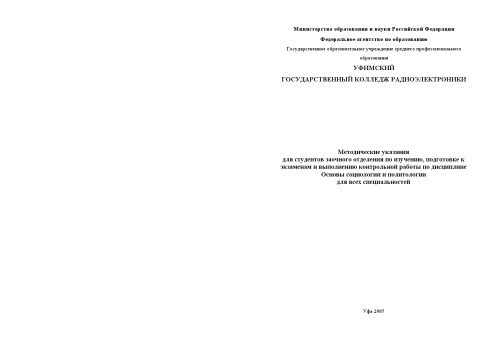 Министерство образования и науки Российской Федерации
Федеральное агентство по образованию
Государственное образовательное учреждение среднего профессионального
образования
УФИМСКИЙ
ГОСУДАРСТВЕННЫЙ КОЛЛЕДЖ РАДИОЭЛЕКТРОНИКИ
Методические указания
для студентов заочного отделения по изучению, подготовке к
экзаменам и выполнению контрольной работы по дисциплине
Основы социологии и политологии
для всех специальностей
Уфа 2005